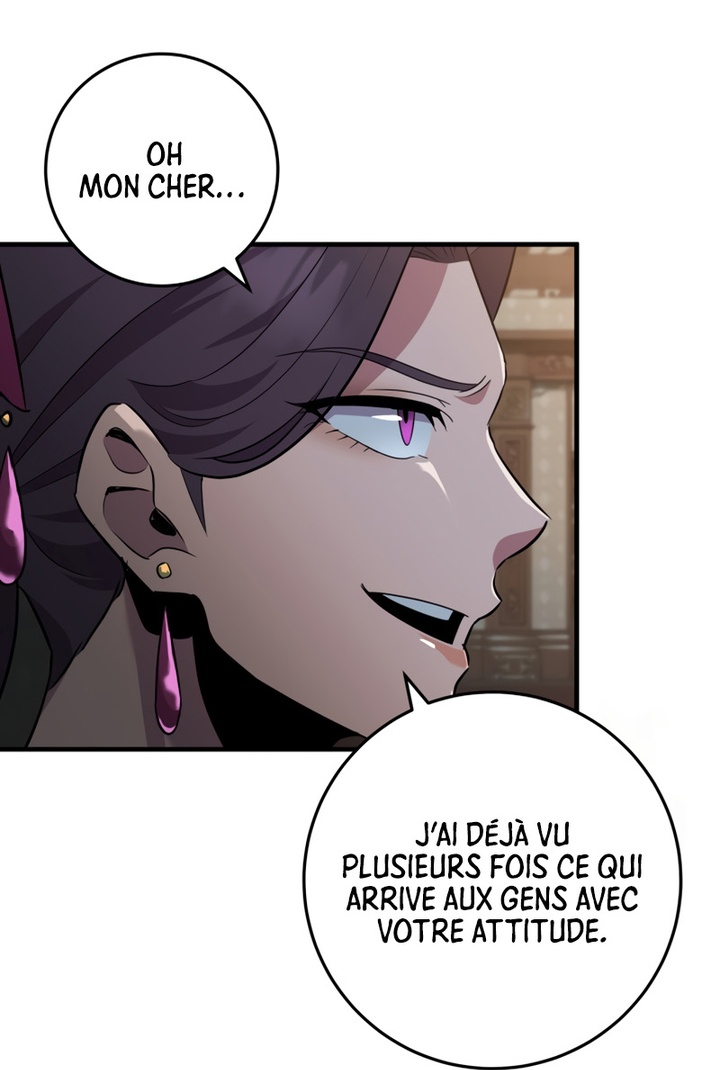 OH
MON CHER...
J'AI DÉJÀ VU
PLUSIEURS FOIS CE QUI
ARRIVE AUX GENS AVEC
VOTRE ATTITUDE.